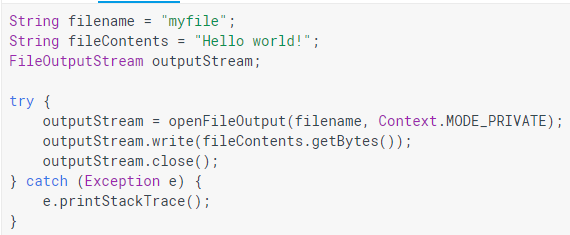 String filename = "myfile";
String fileContents = "Hello world!";
FileOutputStream outputStream;

try {
    outputStream = openFileOutput(filename, Context.MODE_PRIVATE);
    outputStream.write(fileContents.getBytes());
    outputStream.close();
} catch (Exception e) {
    e.printStackTrace();
}